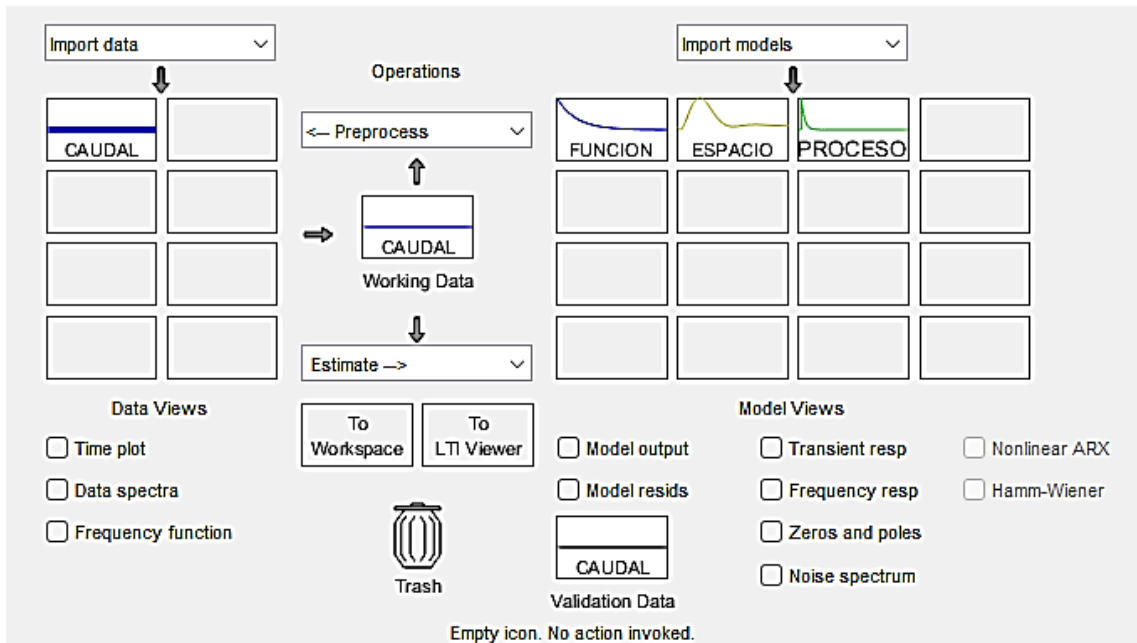 Import data
Import models
Operations
<-- Preprocess
CAUDAL
FUNCION
ESPACIO
PROCESO
CAUDAL
Working Data
Estimate -->
Data Views
Model Views
To
Workspace
To
LTI Viewer
Time plot
Data spectra
Frequency function
Model output
Model resids
Transient resp
Frequency resp
Zeros and poles
Noise spectrum
Nonlinear ARX
Hamm-Wiener
Trash
CAUDAL
Validation Data
Empty icon. No action invoked.